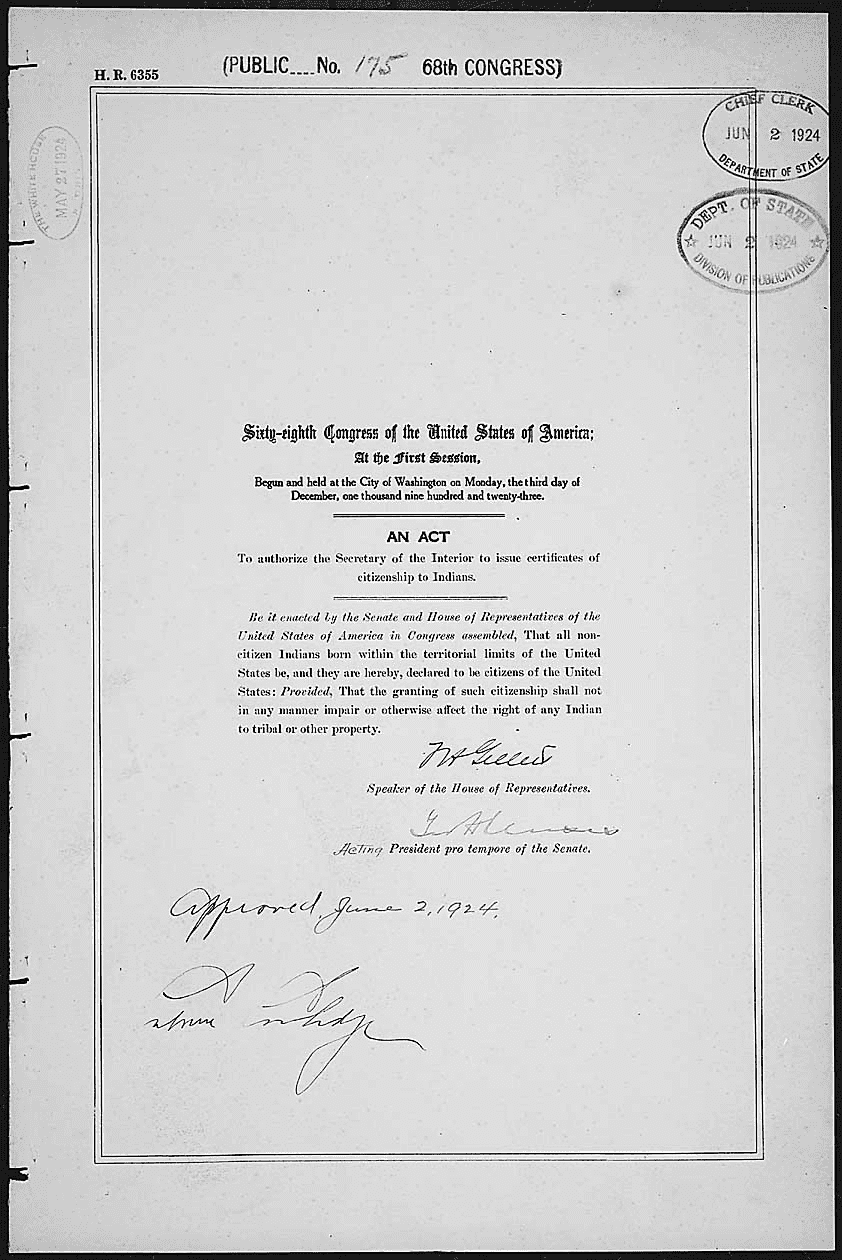 H. R. 6355
(PUBLIC....No. 175 68th CONGRESS)
CHIEF CLERK
JUN 2 1924
DEPARTMENT OF STATE
THE WHITE HOUSE
MAY 27 1924
DEPT. OF STATE
JUN 2 1924
DIVISION OF PUBLICATIONS
Sixty-eighth Congress of the United States of America;
At the First Session,
Begun and held at the City of Washington on Monday, the third day of
December, one thousand nine hundred and twenty-three.
AN ACT
To authorize the Secretary of the Interior to issue certificates of
citizenship to Indians.
Be it enacted by the Senate and House of Representatives of the
United States of America in Congress assembled, That all non-
citizen Indians born within the territorial limits of the United
States be, and they are hereby, declared to be citizens of the United
States: Provided, That the granting of such citizenship shall not
in any manner impair or otherwise affect the right of any Indian
to tribal or other property.
F H Gillett
Speaker of the House of Representatives.
Acting President pro tempore of the Senate.
Approved, June 2, 1924.